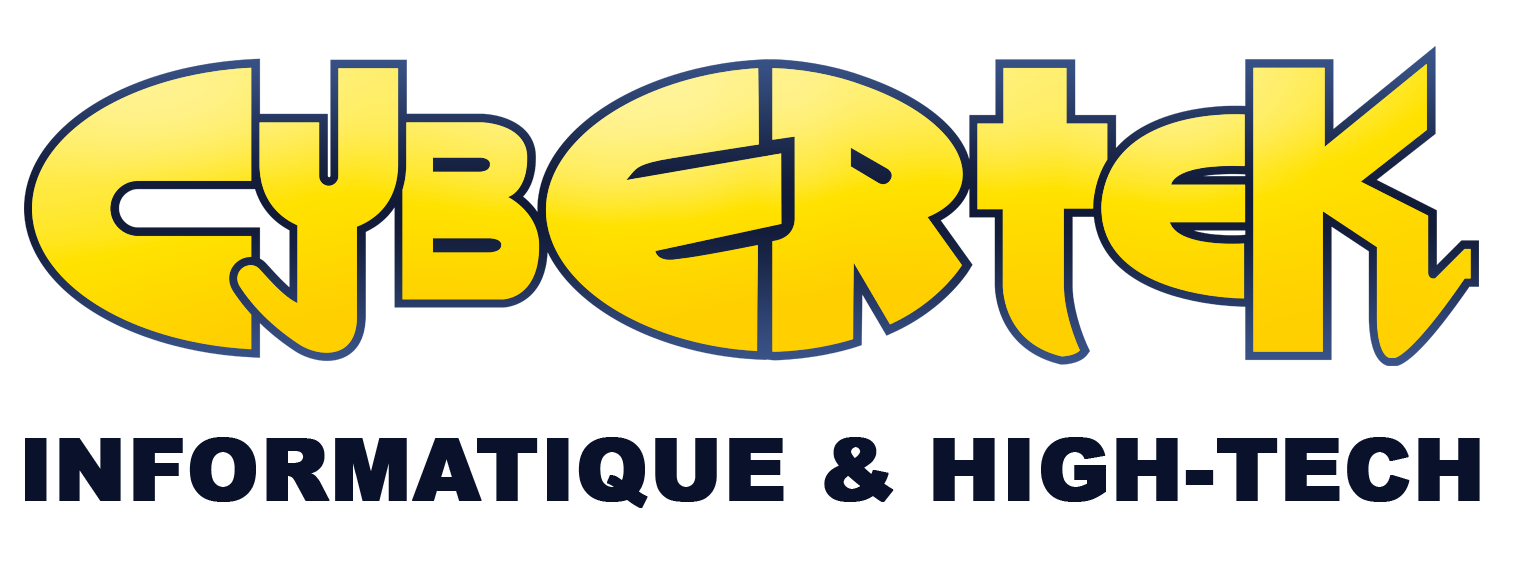 CYBERTEK
INFORMATIQUE & HIGH-TECH